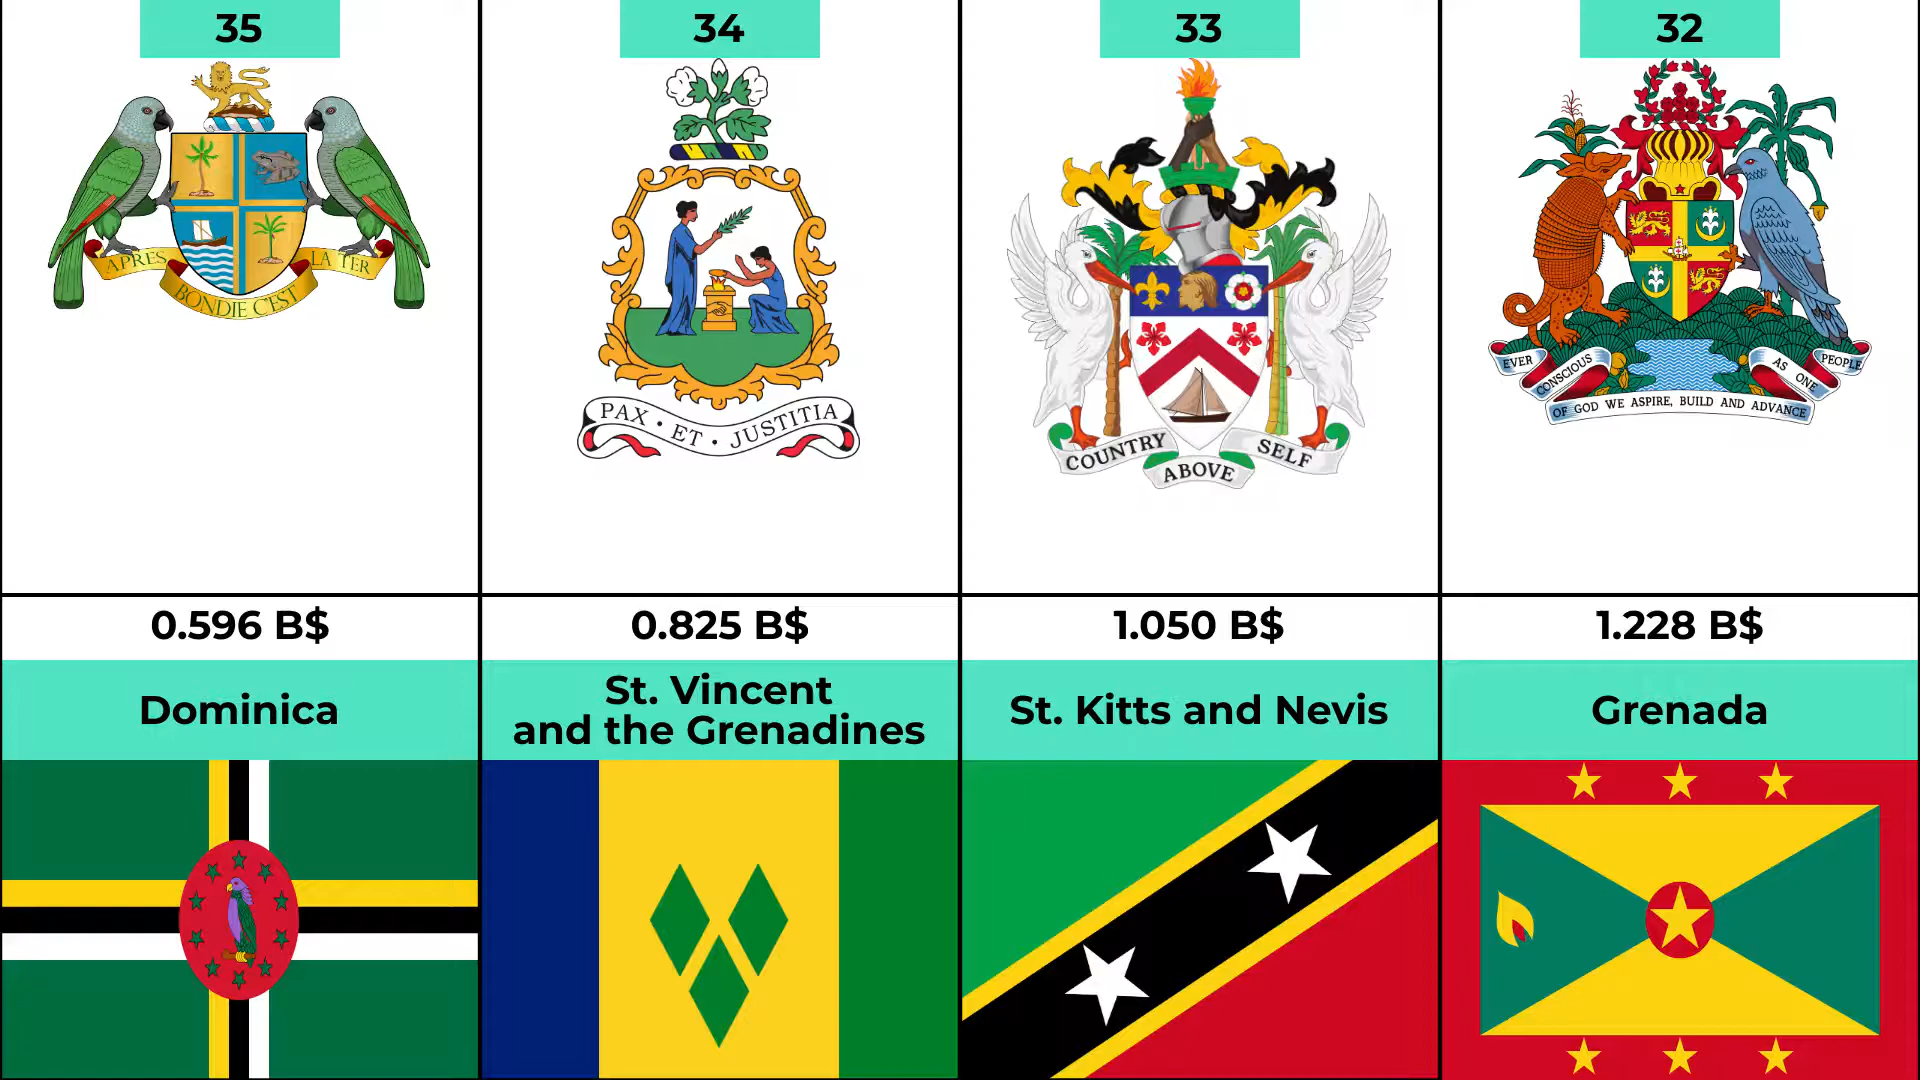 35
34
33
32
APRES
BONDIE C'EST
LA TER
PAX • ET • JUSTITIA
COUNTRY
ABOVE
SELF
EVER
CONSCIOUS
OF GOD WE ASPIRE, BUILD AND ADVANCE
AS ONE
PEOPLE
0.596 B$
0.825 B$
1.050 B$
1.228 B$
Dominica
St. Vincent
and the Grenadines
St. Kitts and Nevis
Grenada